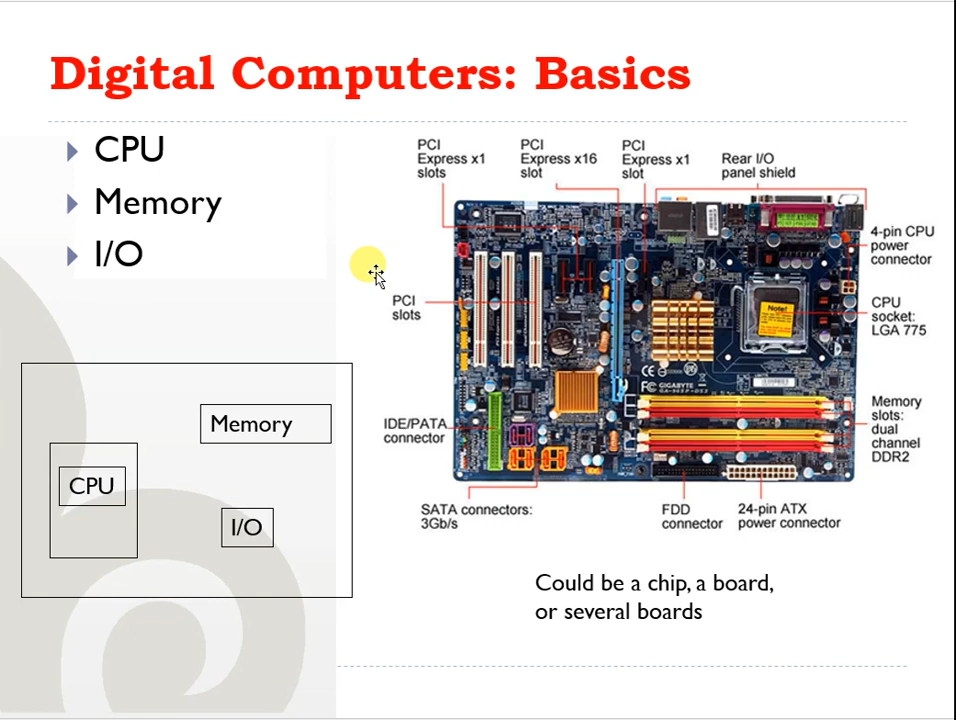 Digital Computers: Basics
CPU
Memory
I/O
PCI
Express x1
slots
PCI
Express x16
slot
PCI
Express x1
slot
Rear I/O
panel shield
4-pin CPU
power
connector
PCI
slots
CPU
socket:
LGA 775
Note!
GIGABYTE
IDE/PATA
connector
Memory
slots:
dual
channel
DDR2
SATA connectors:
3Gb/s
FDD
connector
24-pin ATX
power connector
Memory
CPU
I/O
Could be a chip, a board,
or several boards